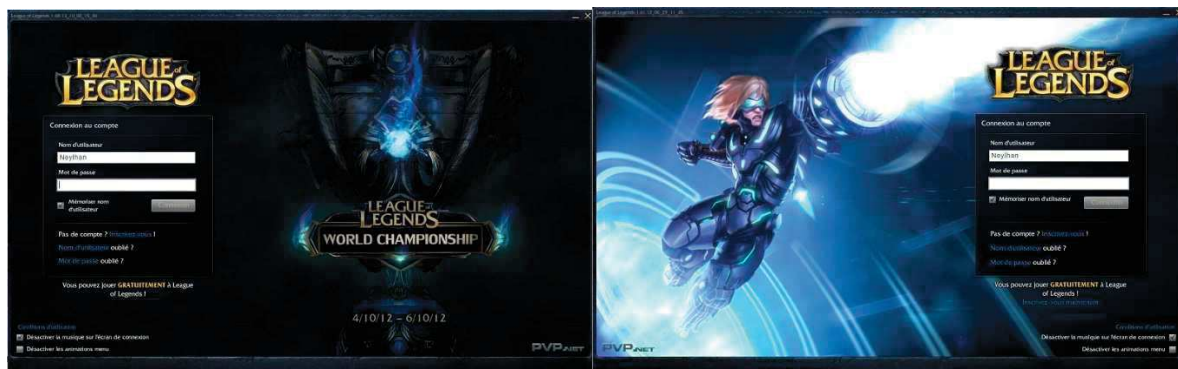 LEAGUE of
LEGENDS
Connexion au compte
Nom d'utilisateur
Neylhan
Mot de passe
Mémoriser nom
d'utilisateur
Pas de compte ? Inscrivez-vous !
Nom d'utilisateur oublié ?
Mot de passe oublié ?
Vous pouvez jouer GRATUITEMENT à League
of Legends !
Conditions d'utilisation
Désactiver la musique sur l'écran de connexion
Désactiver les animations menu
LEAGUE of
LEGENDS
WORLD CHAMPIONSHIP
4/10/12 – 6/10/12
PVP.NET
LEAGUE of
LEGENDS
Connexion au compte
Nom d'utilisateur
Neylhan
Mot de passe
Mémoriser nom d'utilisateur
Pas de compte ? Inscrivez-vous !
Nom d'utilisateur oublié ?
Mot de passe oublié ?
Vous pouvez jouer GRATUITEMENT à League
of Legends !
Inscrivez-vous maintenant
Conditions d'utilisation
Désactiver la musique sur l'écran de connexion
Désactiver les animations menu
PVP.NET